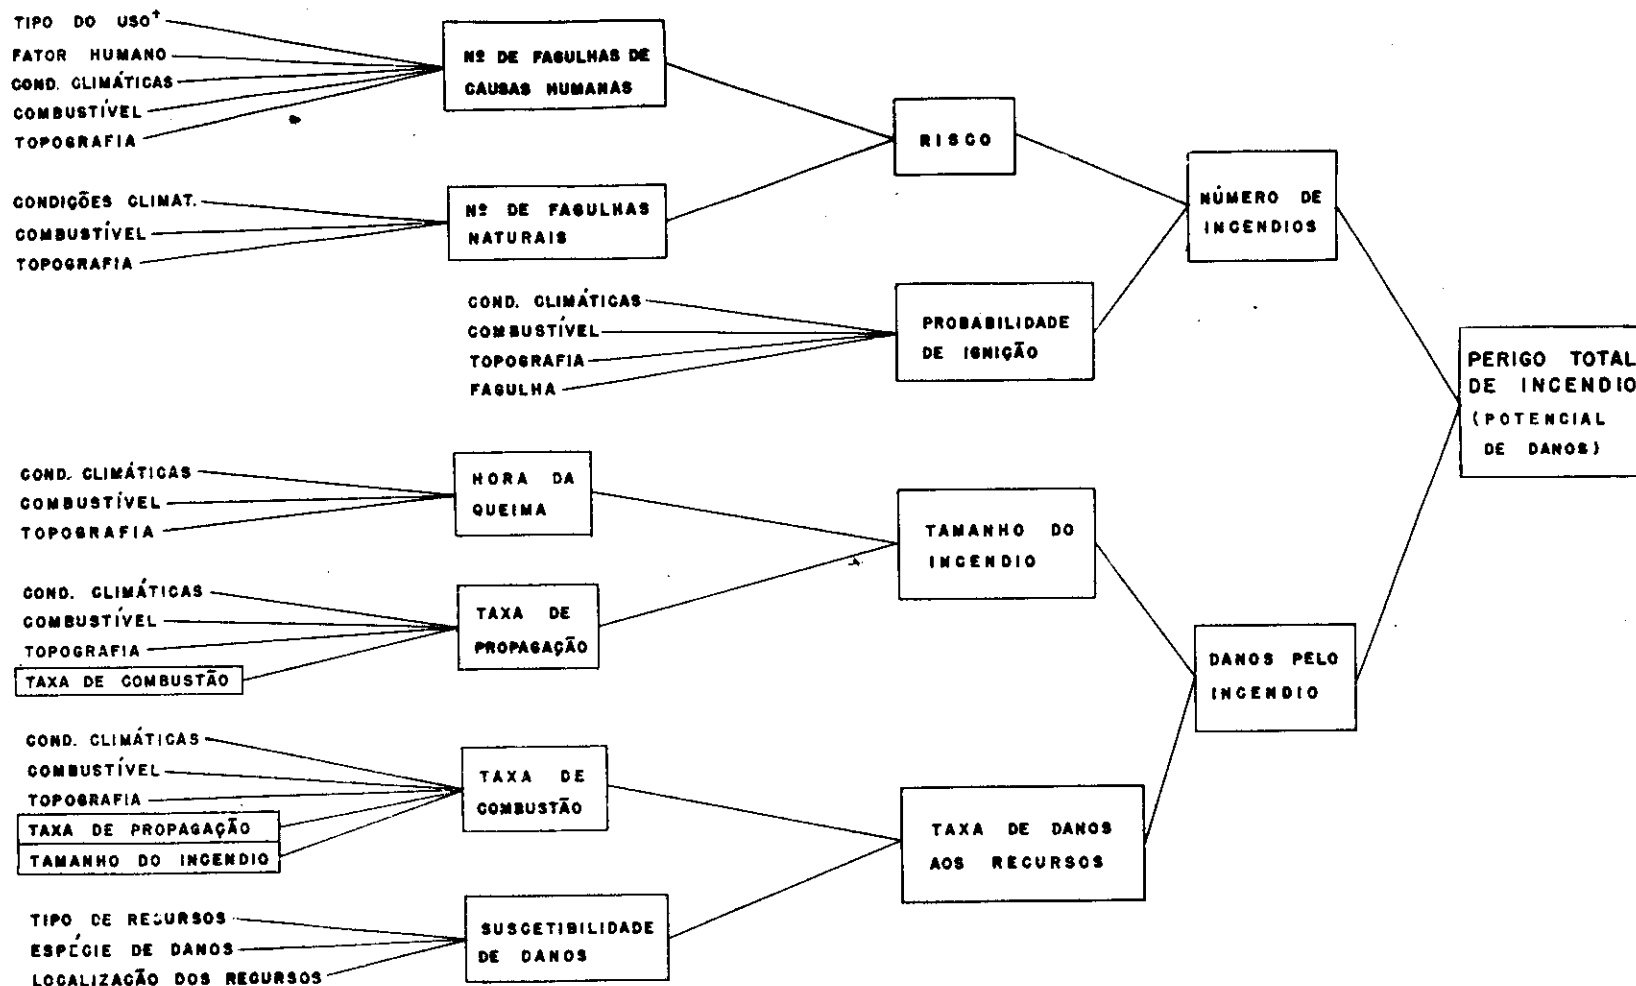 TIPO DO USO+
FATOR HUMANO
COND. CLIMÁTICAS
COMBUSTÍVEL
TOPOGRAFIA
Nº DE FAGULHAS DE
CAUSAS HUMANAS
CONDIÇÕES CLIMAT.
COMBUSTÍVEL
TOPOGRAFIA
Nº DE FAGULHAS
NATURAIS
RISCO
COND. CLIMÁTICAS
COMBUSTÍVEL
TOPOGRAFIA
FAGULHA
PROBABILIDADE
DE IGNIÇÃO
NÚMERO DE
INCENDIOS
PERIGO TOTAL
DE INCENDIO
(POTENCIAL
DE DANOS)
COND. CLIMÁTICAS
COMBUSTÍVEL
TOPOGRAFIA
HORA DA
QUEIMA
COND. CLIMÁTICAS
COMBUSTÍVEL
TOPOGRAFIA
TAXA DE COMBUSTÃO
TAXA DE
PROPAGAÇÃO
TAMANHO DO
INCENDIO
DANOS PELO
INCENDIO
COND. CLIMÁTICAS
COMBUSTÍVEL
TOPOGRAFIA
TAXA DE PROPAGAÇÃO
TAMANHO DO INCENDIO
TAXA DE
COMBUSTÃO
TAXA DE DANOS
AOS RECURSOS
TIPO DE RECURSOS
ESPÉCIE DE DANOS
LOCALIZAÇÃO DOS RECURSOS
SUSCETIBILIDADE
DE DANOS